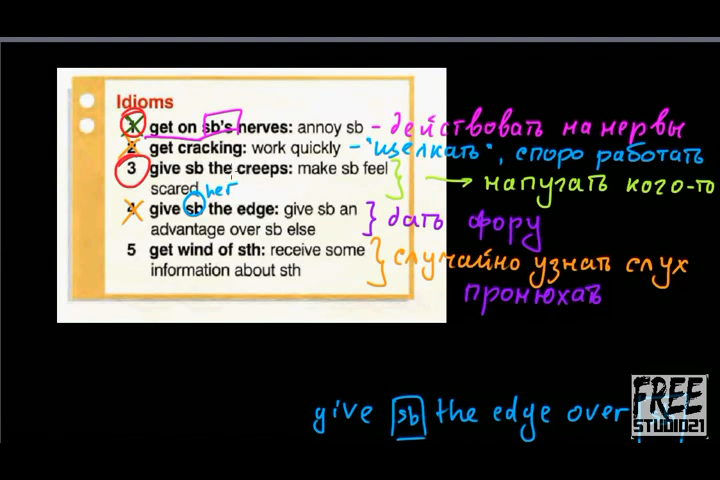 Idioms
1 get on sb's nerves: annoy sb - действовать на нервы
2 get cracking: work quickly - "щелкать", споро работать
3 give sb the creeps: make sb feel
scared → напугать кого-то
her
4 give sb the edge: give sb an
advantage over sb else } дать фору
5 get wind of sth: receive some
information about sth } случайно узнать слух
пронюхать
give sb the edge over
FREE
STUDIO21